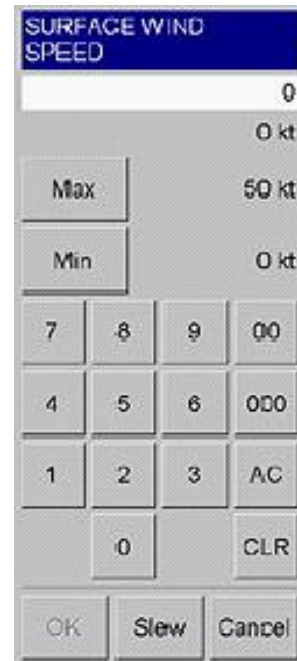 SURFACE WIND
SPEED
0
0 kt
Max 50 kt
Min 0 kt
7 8 9 00
4 5 6 000
1 2 3 AC
0 CLR
OK Slew Cancel